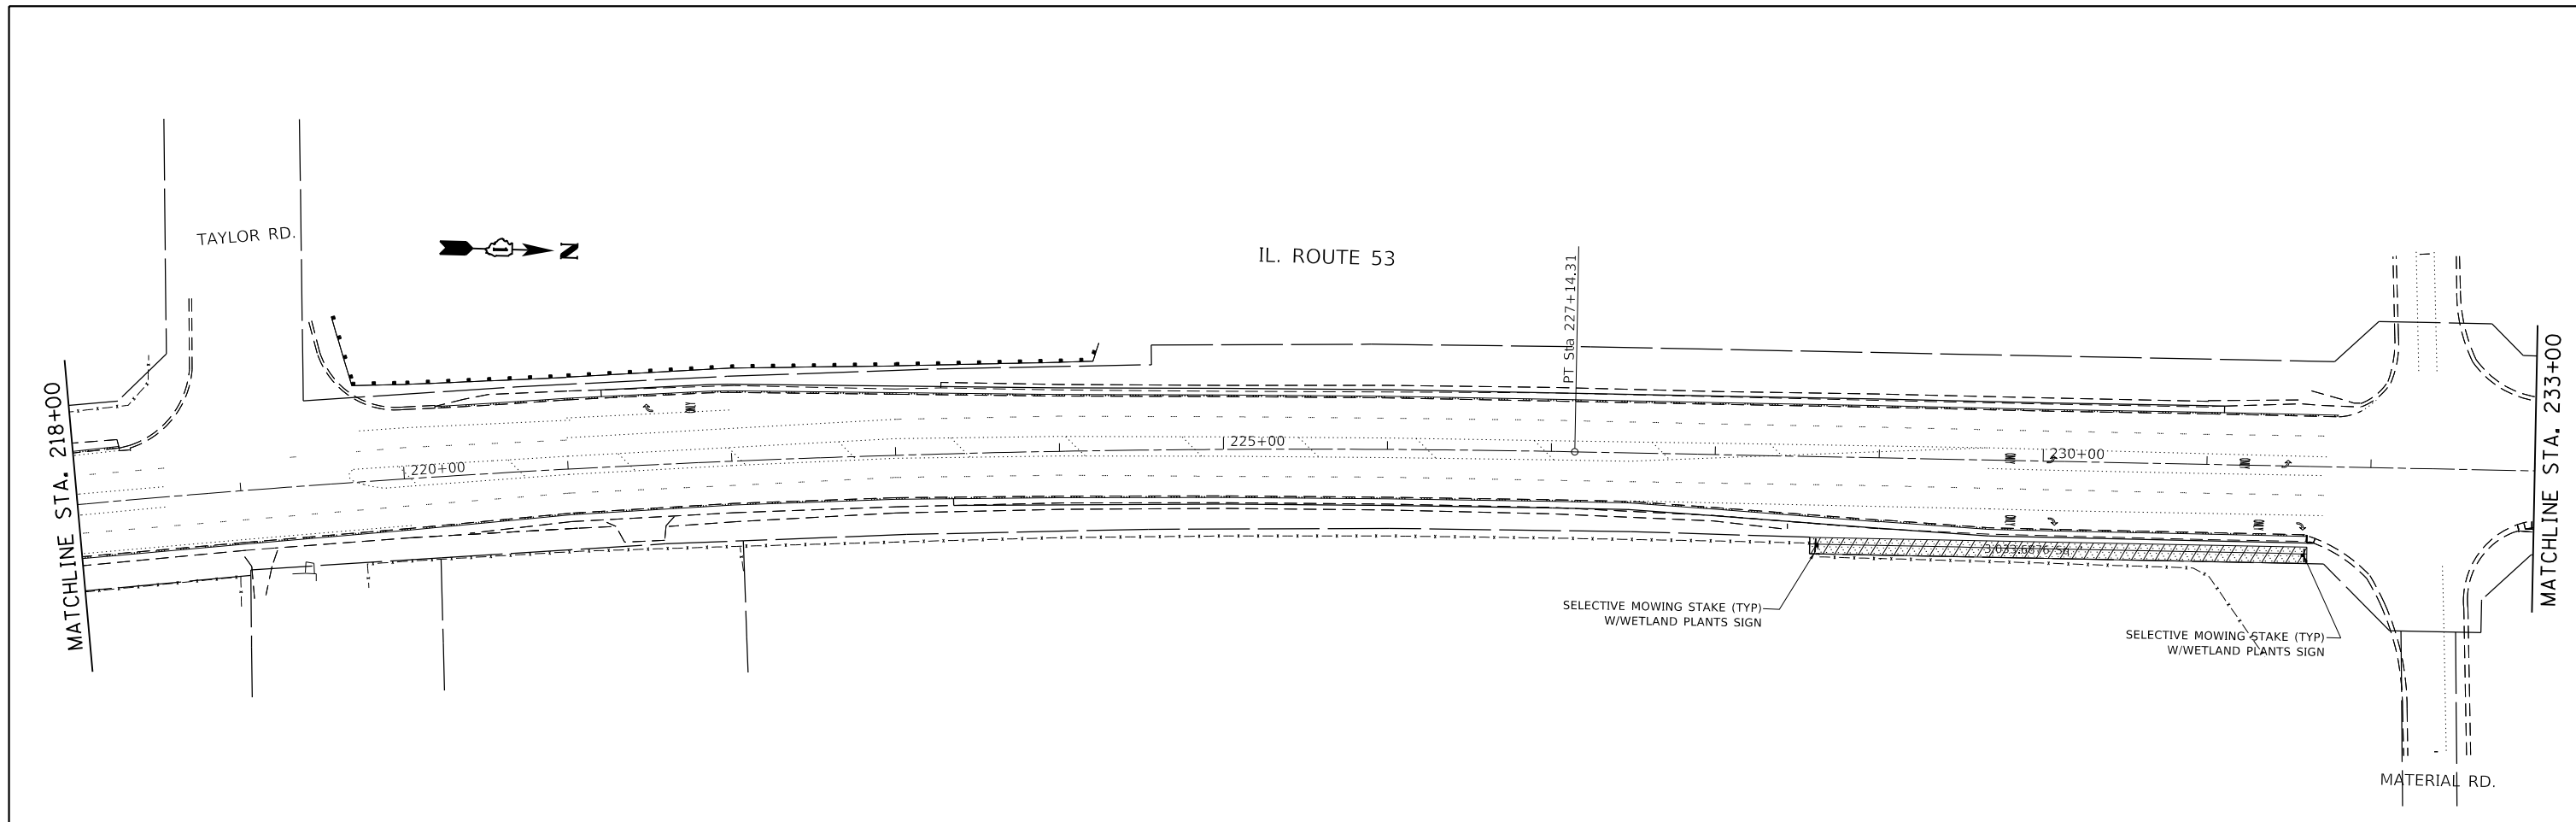 TAYLOR RD.
N
IL. ROUTE 53
PT Sta 227+14.31
MATCHLINE STA. 218+00
220+00
225+00
230+00
MATCHLINE STA. 233+00
SELECTIVE MOWING STAKE (TYP)
W/WETLAND PLANTS SIGN
SELECTIVE MOWING STAKE (TYP)
W/WETLAND PLANTS SIGN
MATERIAL RD.